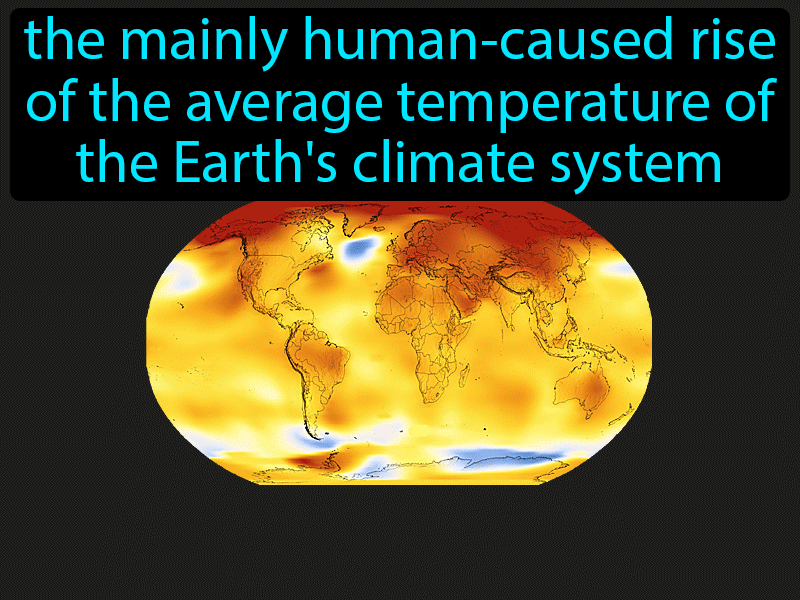 the mainly human-caused rise
of the average temperature of
the Earth's climate system